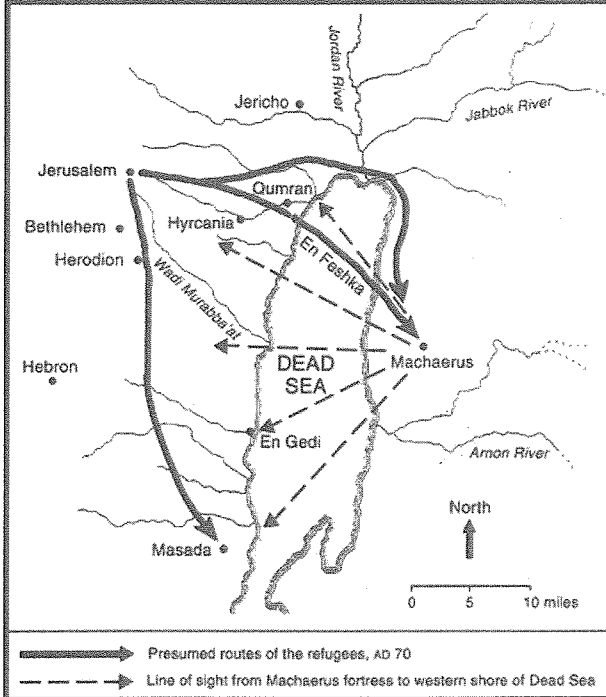 Jordan River
Jericho
Jabbok River
Jerusalem
Qumran
Bethlehem
Hyrcania
Herodion
En Feshka
Wadi Murabba'at
Machaerus
DEAD
SEA
Hebron
En Gedi
Arnon River
North
Masada
0 5 10 miles
Presumed routes of the refugees, AD 70
Line of sight from Machaerus fortress to western shore of Dead Sea